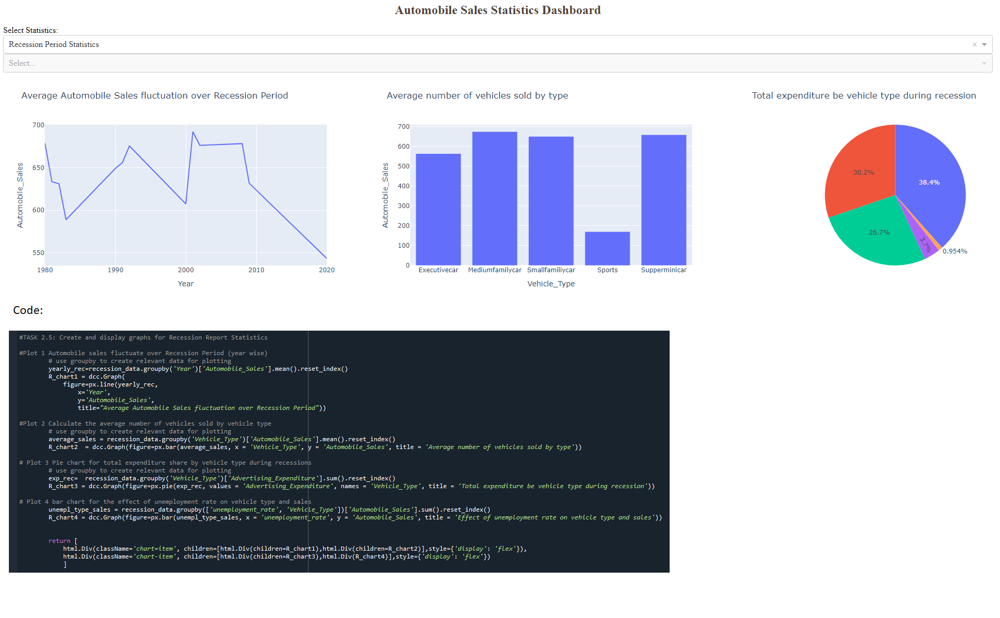 Automobile Sales Statistics Dashboard
Select Statistics:
Recession Period Statistics
×
Select...
Average Automobile Sales fluctuation over Recession Period
700
650
600
550
Automobile_Sales
1980 1990 2000 2010 2020
Year
Average number of vehicles sold by type
700
600
500
400
300
200
100
0
Automobile_Sales
Executivecar Mediumfamilycar Smallfamiliycar Sports Supperminicar
Vehicle_Type
Total expenditure be vehicle type during recession
30.2%
38.4%
26.7%
3.7%
0.954%
Code:
#TASK 2.5: Create and display graphs for Recession Report Statistics
#Plot 1 Automobile sales fluctuate over Recession Period (year wise)
# use groupby to create relevant data for plotting
yearly_rec=recession_data.groupby('Year')['Automobile_Sales'].mean().reset_index()
R_chart1 = dcc.Graph(
figure=px.line(yearly_rec,
x='Year',
y='Automobile_Sales',
title="Average Automobile Sales fluctuation over Recession Period"))
#Plot 2 Calculate the average number of vehicles sold by vehicle type
# use groupby to create relevant data for plotting
average_sales = recession_data.groupby('Vehicle_Type')['Automobile_Sales'].mean().reset_index()
R_chart2  = dcc.Graph(figure=px.bar(average_sales, x = 'Vehicle_Type', y = 'Automobile_Sales', title = 'Average number of vehicles sold by type'))
# Plot 3 Pie chart for total expenditure share by vehicle type during recessions
# use groupby to create relevant data for plotting
exp_rec=  recession_data.groupby('Vehicle_Type')['Advertising_Expenditure'].sum().reset_index()
R_chart3 = dcc.Graph(figure=px.pie(exp_rec, values = 'Advertising_Expenditure', names = 'Vehicle_Type', title = 'Total expenditure be vehicle type during recession'))
# Plot 4 bar chart for the effect of unemployment rate on vehicle type and sales
unempl_type_sales = recession_data.groupby(['unemployment_rate', 'Vehicle_Type'])['Automobile_Sales'].sum().reset_index()
R_chart4 = dcc.Graph(figure=px.bar(unempl_type_sales, x = 'unemployment_rate', y = 'Automobile_Sales', title = 'Effect of unemployment rate on vehicle type and sales'))
return [
html.Div(className='chart=item', children=[html.Div(children=R_chart1),html.Div(children=R_chart2)],style={'display': 'flex'}),
html.Div(className='chart-item', children=[html.Div(children=R_chart3),html.Div(R_chart4)],style={'display': 'flex'})
]